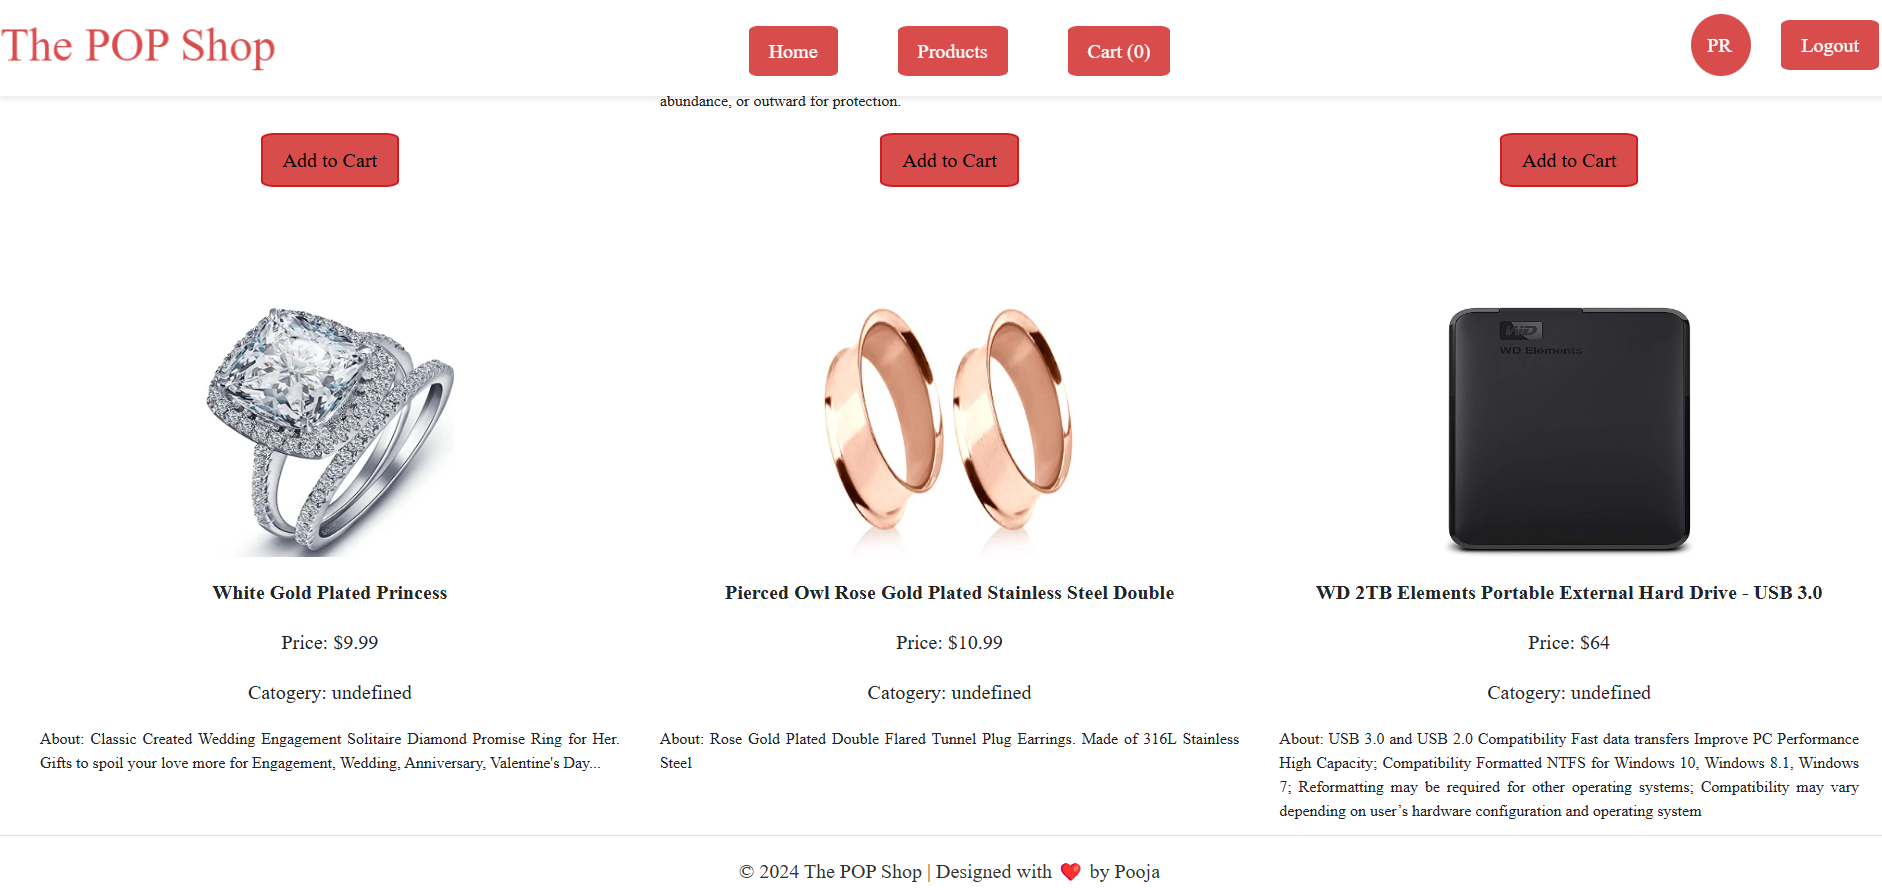 The POP Shop
Home
Products
Cart (0)
PR
Logout
abundance, or outward for protection.
Add to Cart
Add to Cart
Add to Cart
WD
WD Elements
White Gold Plated Princess
Price: $9.99
Catogery: undefined
About: Classic Created Wedding Engagement Solitaire Diamond Promise Ring for Her.
Gifts to spoil your love more for Engagement, Wedding, Anniversary, Valentine's Day...
Pierced Owl Rose Gold Plated Stainless Steel Double
Price: $10.99
Catogery: undefined
About: Rose Gold Plated Double Flared Tunnel Plug Earrings. Made of 316L Stainless
Steel
WD 2TB Elements Portable External Hard Drive - USB 3.0
Price: $64
Catogery: undefined
About: USB 3.0 and USB 2.0 Compatibility Fast data transfers Improve PC Performance
High Capacity; Compatibility Formatted NTFS for Windows 10, Windows 8.1, Windows
7; Reformatting may be required for other operating systems; Compatibility may vary
depending on user’s hardware configuration and operating system
© 2024 The POP Shop | Designed with ❤️ by Pooja